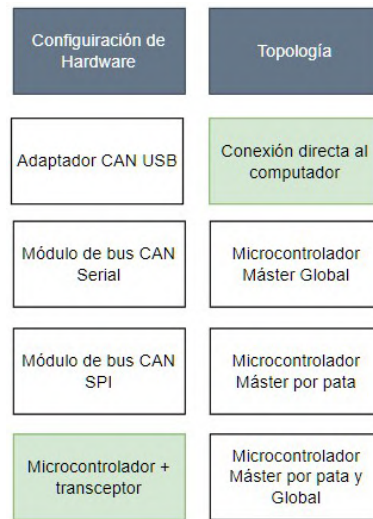 Configuiración de
Hardware
Topología
Adaptador CAN USB
Conexión directa al
computador
Módulo de bus CAN
Serial
Microcontrolador
Máster Global
Módulo de bus CAN
SPI
Microcontrolador
Máster por pata
Microcontrolador +
transceptor
Microcontrolador
Máster por pata y
Global